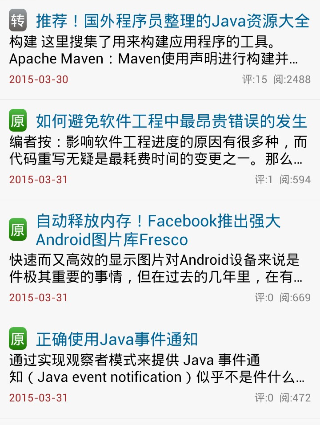 转 推荐！国外程序员整理的Java资源大全
构建 这里搜集了用来构建应用程序的工具。
Apache Maven：Maven使用声明进行构建并…
2015-03-30 评:15 阅:2488
原 如何避免软件工程中最昂贵错误的发生
编者按：影响软件工程进度的原因有很多种，而
代码重写无疑是最耗费时间的变更之一。那么…
2015-03-31 评:1 阅:594
原 自动释放内存！Facebook推出强大
Android图片库Fresco
快速而又高效的显示图片对Android设备来说是
件极其重要的事情，但在过去的几年里，在有…
2015-03-31 评:0 阅:669
原 正确使用Java事件通知
通过实现观察者模式来提供 Java 事件通
知（Java event notification）似乎不是件什么…
2015-03-31 评:0 阅:472